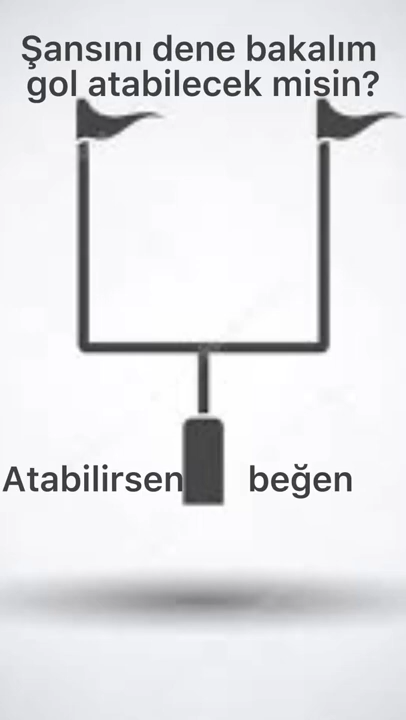 Şansını dene bakalım
gol atabilecek misin?
Atabilirsen beğen